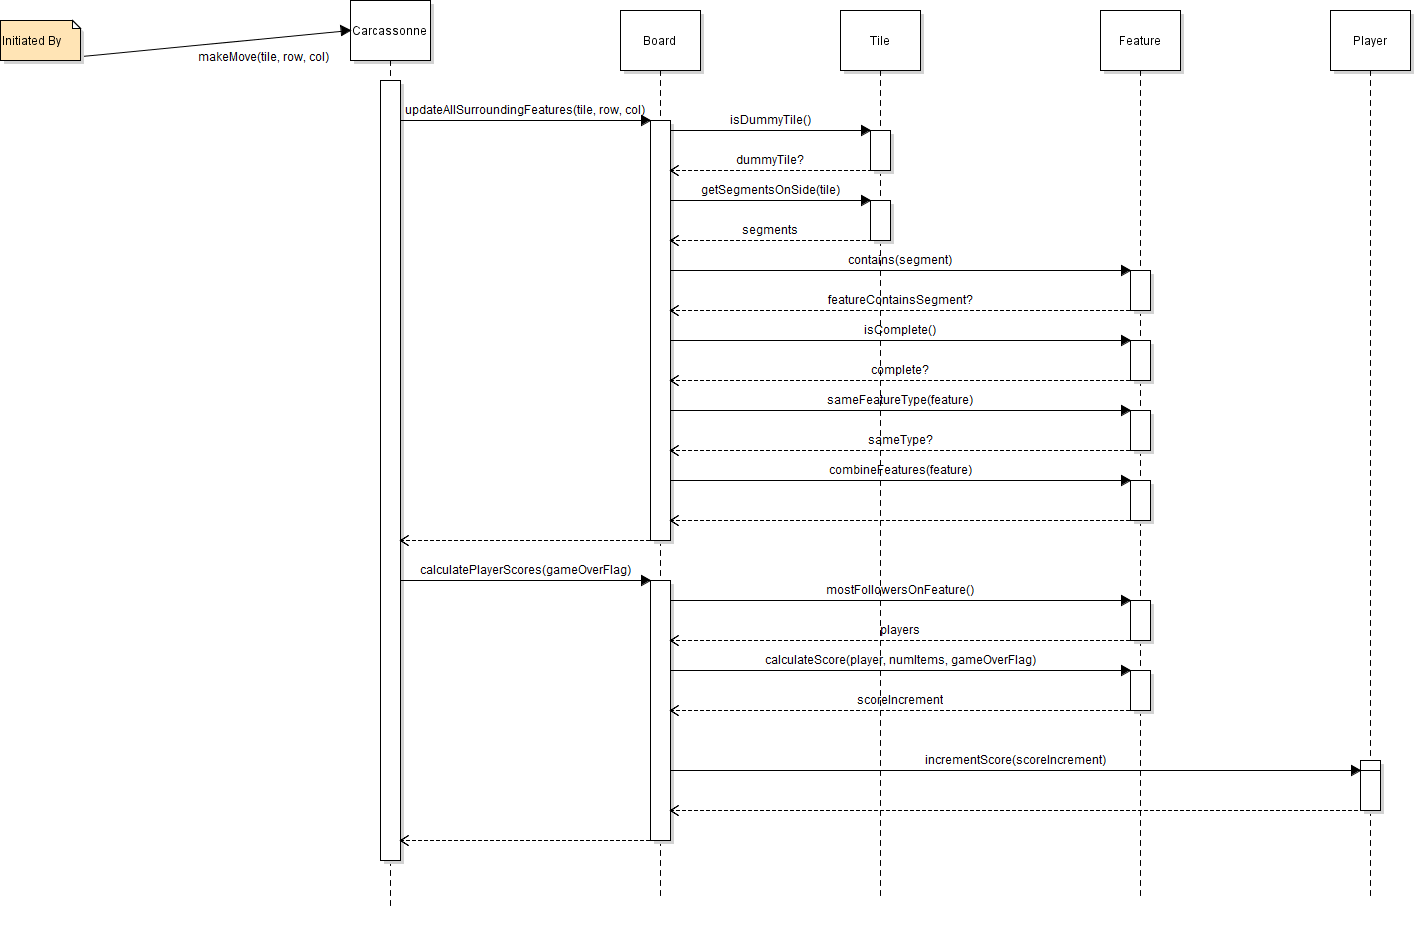 Initiated By
makeMove(tile, row, col)
Carcassonne
Board
Tile
Feature
Player
updateAllSurroundingFeatures(tile, row, col)
isDummyTile()
dummyTile?
getSegmentsOnSide(tile)
segments
contains(segment)
featureContainsSegment?
isComplete()
complete?
sameFeatureType(feature)
sameType?
combineFeatures(feature)
calculatePlayerScores(gameOverFlag)
mostFollowersOnFeature()
players
calculateScore(player, numItems, gameOverFlag)
scoreIncrement
incrementScore(scoreIncrement)